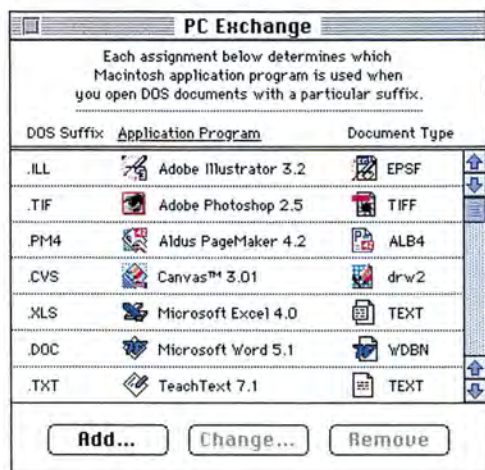 PC Exchange
Each assignment below determines which
Macintosh application program is used when
you open DOS documents with a particular suffix.
DOS Suffix Application Program Document Type
.ILL Adobe Illustrator 3.2 EPSF
.TIF Adobe Photoshop 2.5 TIFF
.PM4 Aldus PageMaker 4.2 ALB4
.CVS Canvas™ 3.01 drw2
.XLS Microsoft Excel 4.0 TEXT
.DOC Microsoft Word 5.1 WDBN
.TXT TeachText 7.1 TEXT
Add... Change... Remove